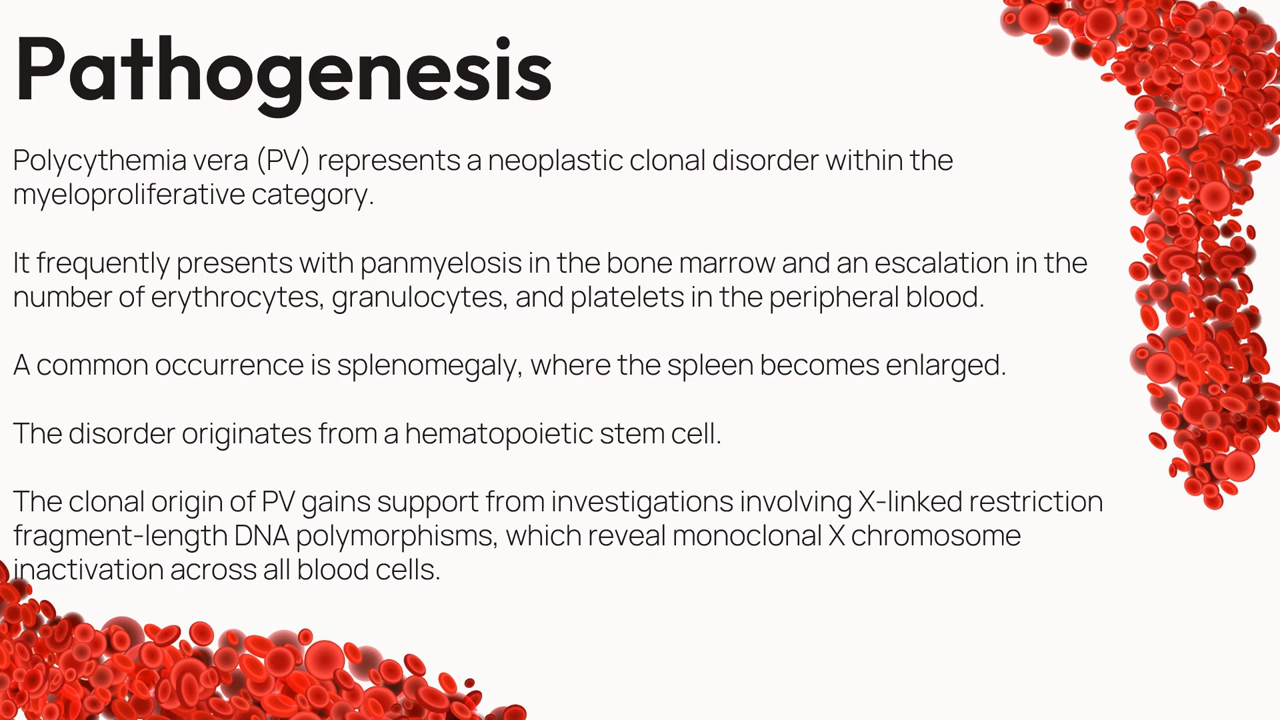 Pathogenesis
Polycythemia vera (PV) represents a neoplastic clonal disorder within the
myeloproliferative category.
It frequently presents with panmyelosis in the bone marrow and an escalation in the
number of erythrocytes, granulocytes, and platelets in the peripheral blood.
A common occurrence is splenomegaly, where the spleen becomes enlarged.
The disorder originates from a hematopoietic stem cell.
The clonal origin of PV gains support from investigations involving X-linked restriction
fragment-length DNA polymorphisms, which reveal monoclonal X chromosome
inactivation across all blood cells.